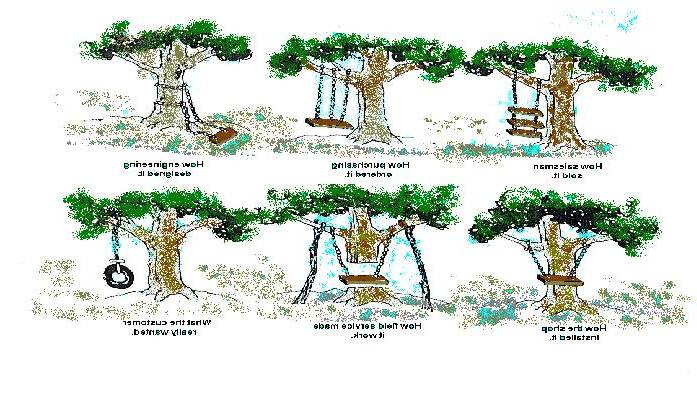 How salesman
sold it.
How purchasing
ordered it.
How engineering
designed it.
How the shop
installed it.
How field service made
it work.
What the customer
really wanted.